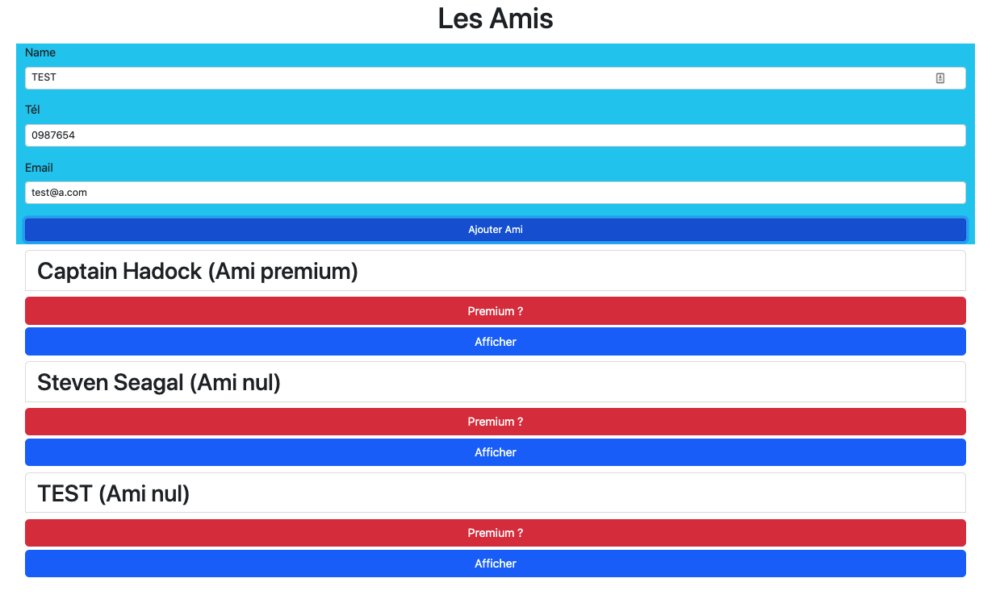 Les Amis
Name
TEST
Tél
0987654
Email
test@a.com
Ajouter Ami
Captain Hadock (Ami premium)
Premium ?
Afficher
Steven Seagal (Ami nul)
Premium ?
Afficher
TEST (Ami nul)
Premium ?
Afficher